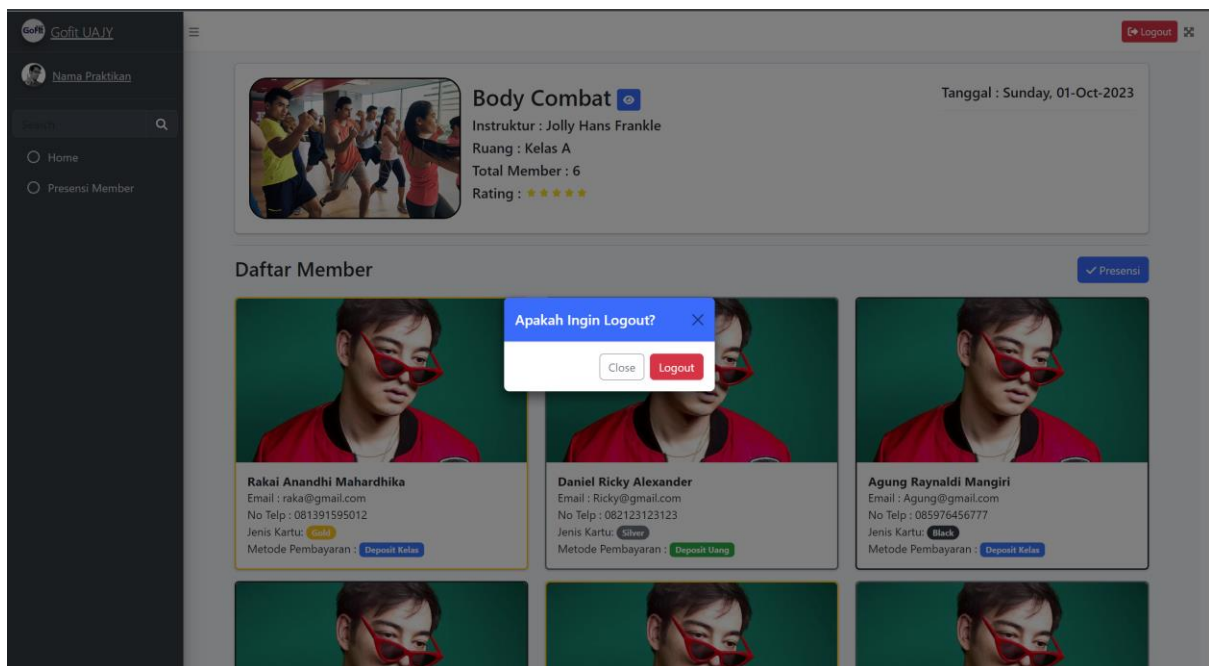 Gofit
Gofit UAJY
Logout
Nama Praktikan
Search
Home
Presensi Member
Body Combat
Instruktur : Jolly Hans Frankle
Ruang : Kelas A
Total Member : 6
Rating :
Tanggal : Sunday, 01-Oct-2023
Daftar Member
Presensi
Apakah Ingin Logout?
Close
Logout
Rakai Anandhi Mahardhika
Email : raka@gmail.com
No Telp : 081391595012
Jenis Kartu: Gold
Metode Pembayaran : Deposit Kelas
Daniel Ricky Alexander
Email : Ricky@gmail.com
No Telp : 082123123123
Jenis Kartu: Silver
Metode Pembayaran : Deposit Uang
Agung Raynaldi Mangiri
Email : Agung@gmail.com
No Telp : 085976456777
Jenis Kartu: Black
Metode Pembayaran : Deposit Kelas